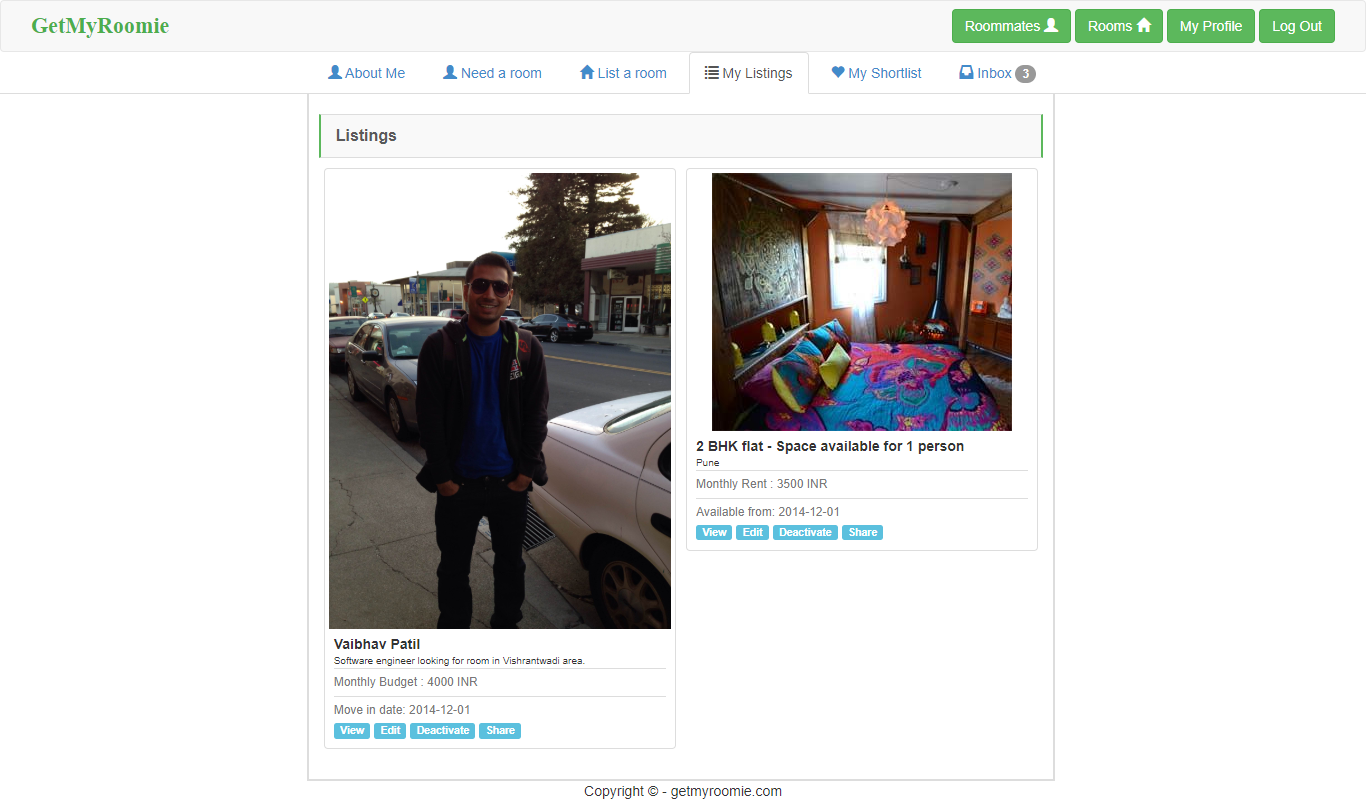 GetMyRoomie
Roommates
Rooms
My Profile
Log Out
About Me
Need a room
List a room
My Listings
My Shortlist
Inbox 3
Listings
Vaibhav Patil
Software engineer looking for room in Vishrantwadi area.
Monthly Budget : 4000 INR
Move in date: 2014-12-01
View Edit Deactivate Share
2 BHK flat - Space available for 1 person
Pune
Monthly Rent : 3500 INR
Available from: 2014-12-01
View Edit Deactivate Share
Copyright © - getmyroomie.com